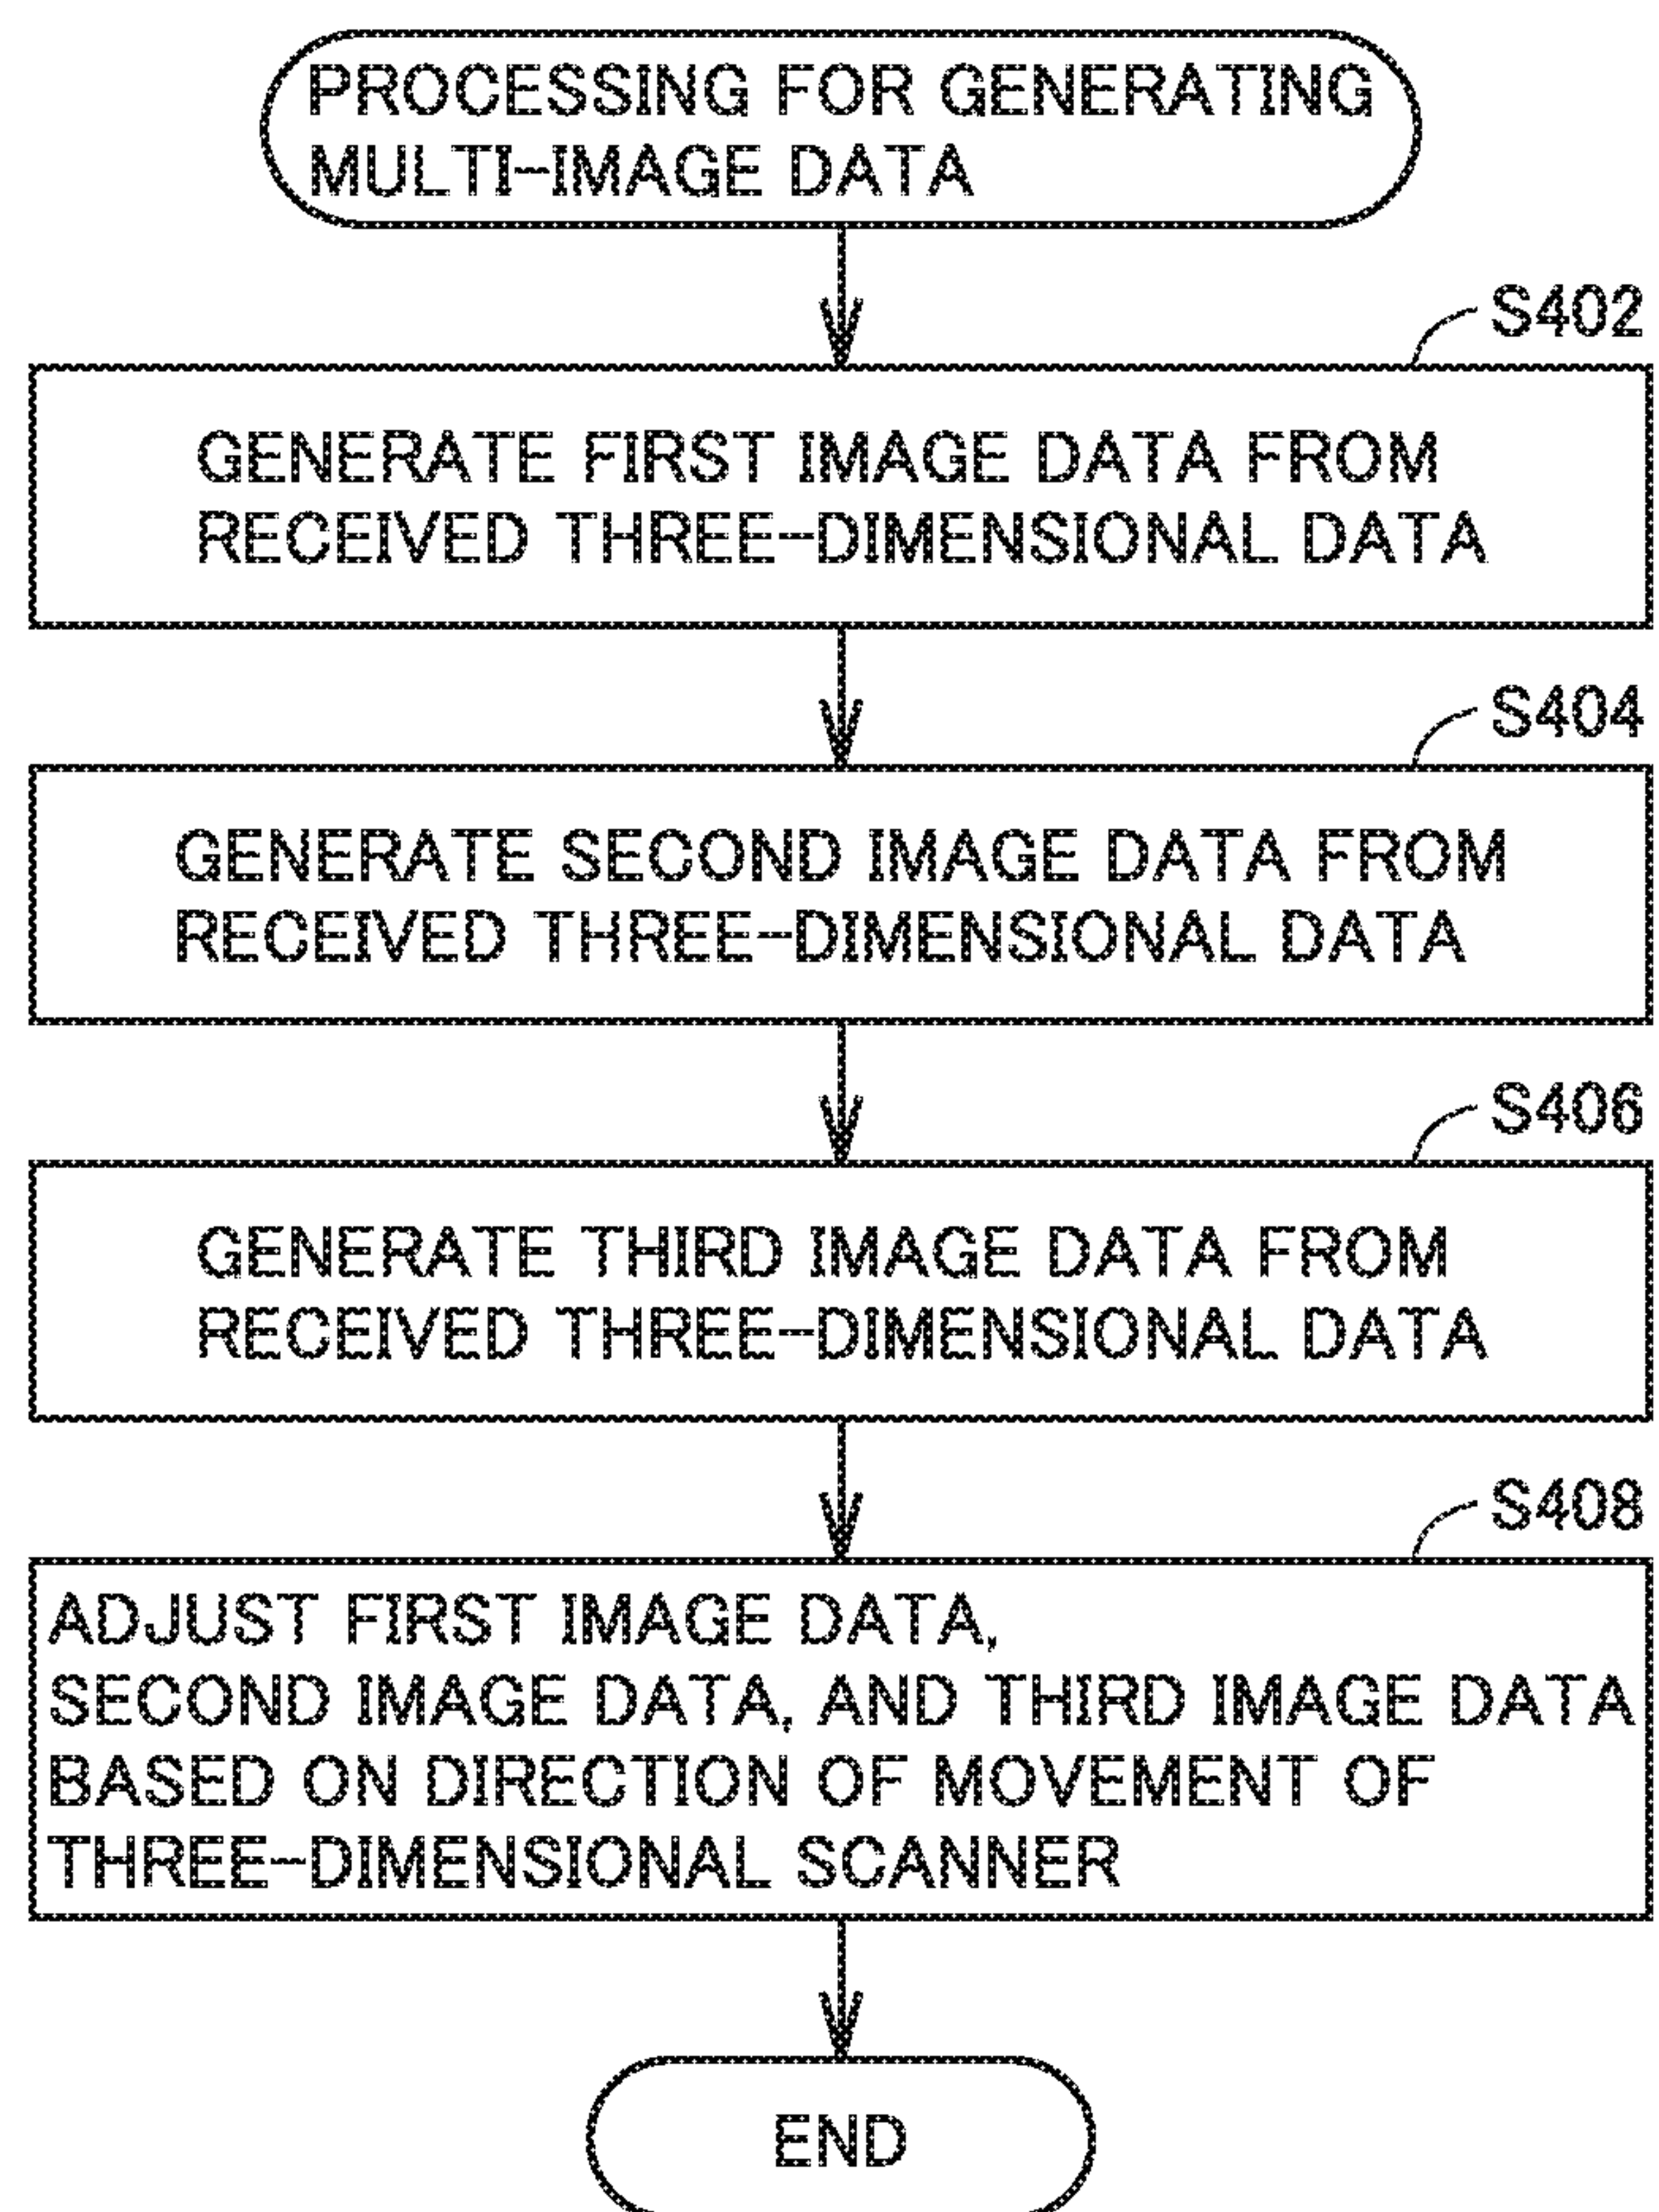 PROCESSING FOR GENERATING
MULTI-IMAGE DATA
S402
GENERATE FIRST IMAGE DATA FROM
RECEIVED THREE-DIMENSIONAL DATA
S404
GENERATE SECOND IMAGE DATA FROM
RECEIVED THREE-DIMENSIONAL DATA
S406
GENERATE THIRD IMAGE DATA FROM
RECEIVED THREE-DIMENSIONAL DATA
S408
ADJUST FIRST IMAGE DATA,
SECOND IMAGE DATA, AND THIRD IMAGE DATA
BASED ON DIRECTION OF MOVEMENT OF
THREE-DIMENSIONAL SCANNER
END